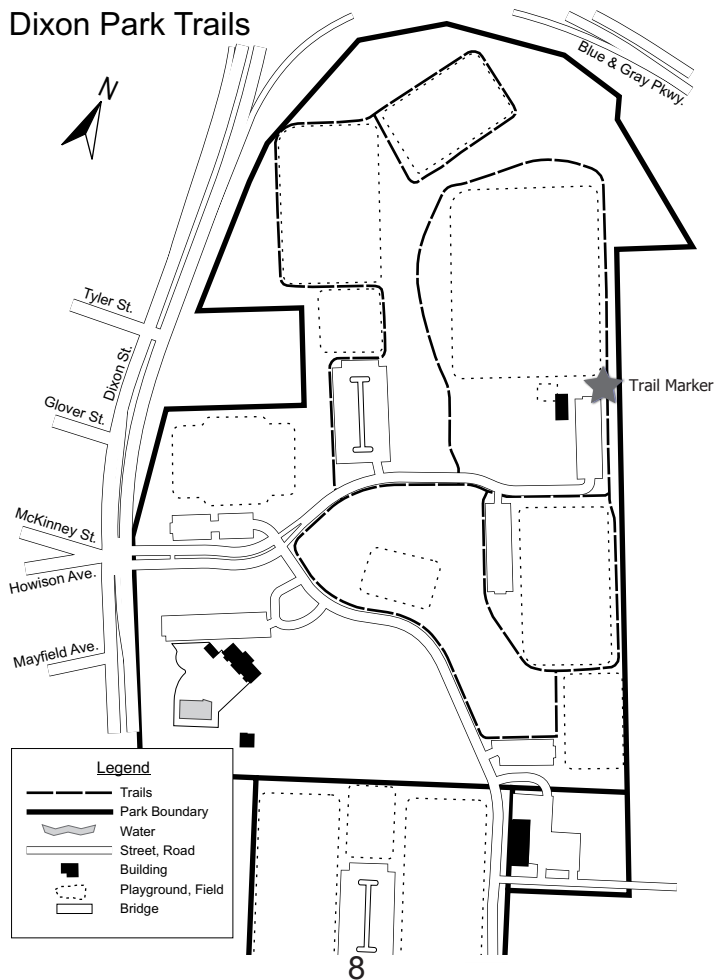 Dixon Park Trails
N
Blue & Gray Pkwy.
Tyler St.
Dixon St.
Trail Marker
Glover St.
McKinney St.
Howison Ave.
Mayfield Ave.
Legend
Trails
Park Boundary
Water
Street, Road
Building
Playground, Field
Bridge
8